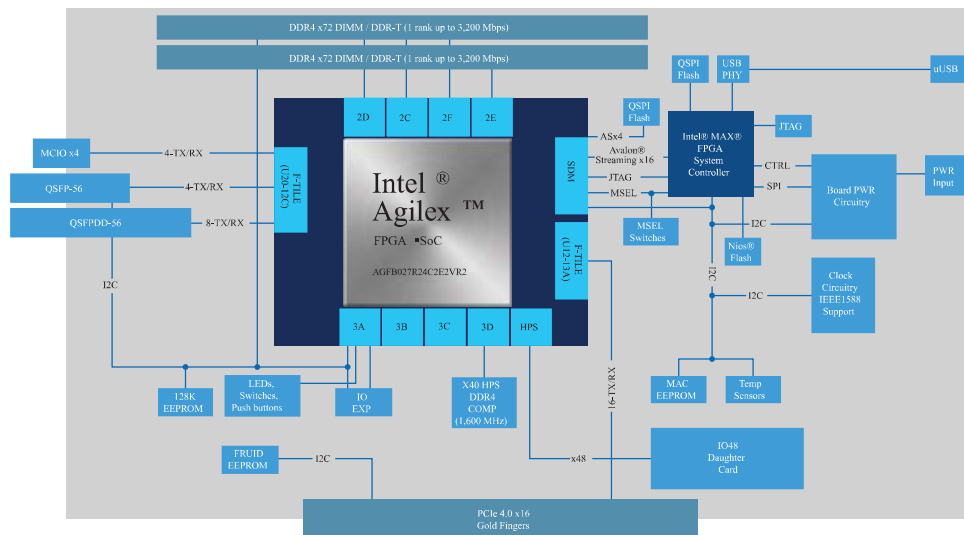 DDR4 x72 DIMM / DDR-T (1 rank up to 3,200 Mbps)
DDR4 x72 DIMM / DDR-T (1 rank up to 3,200 Mbps)
QSPI
Flash
USB
PHY
uUSB
2D
2C
2F
2E
QSPI
Flash
ASx4
Intel® MAX®
FPGA
System
Controller
JTAG
MCIO x4
4-TX/RX
F-TILE
(U20-12C)
Intel ®
Agilex ™
FPGA ▪SoC
AGFB027R24C2E2VR2
SDM
Avalon®
Streaming x16
JTAG
MSEL
CTRL
SPI
Board PWR
Circuitry
PWR
Input
QSFP-56
4-TX/RX
QSFPDD-56
8-TX/RX
MSEL
Switches
Nios®
Flash
I2C
F-TILE
(U12-13A)
I2C
I2C
I2C
Clock
Circuitry
IEEE1588
Support
3A
3B
3C
3D
HPS
128K
EEPROM
LEDs,
Switches,
Push buttons
IO
EXP
X40 HPS
DDR4
COMP
(1,600 MHz)
16-TX/RX
MAC
EEPROM
Temp
Sensors
FRUID
EEPROM
I2C
x48
IO48
Daughter
Card
PCIe 4.0 x16
Gold Fingers